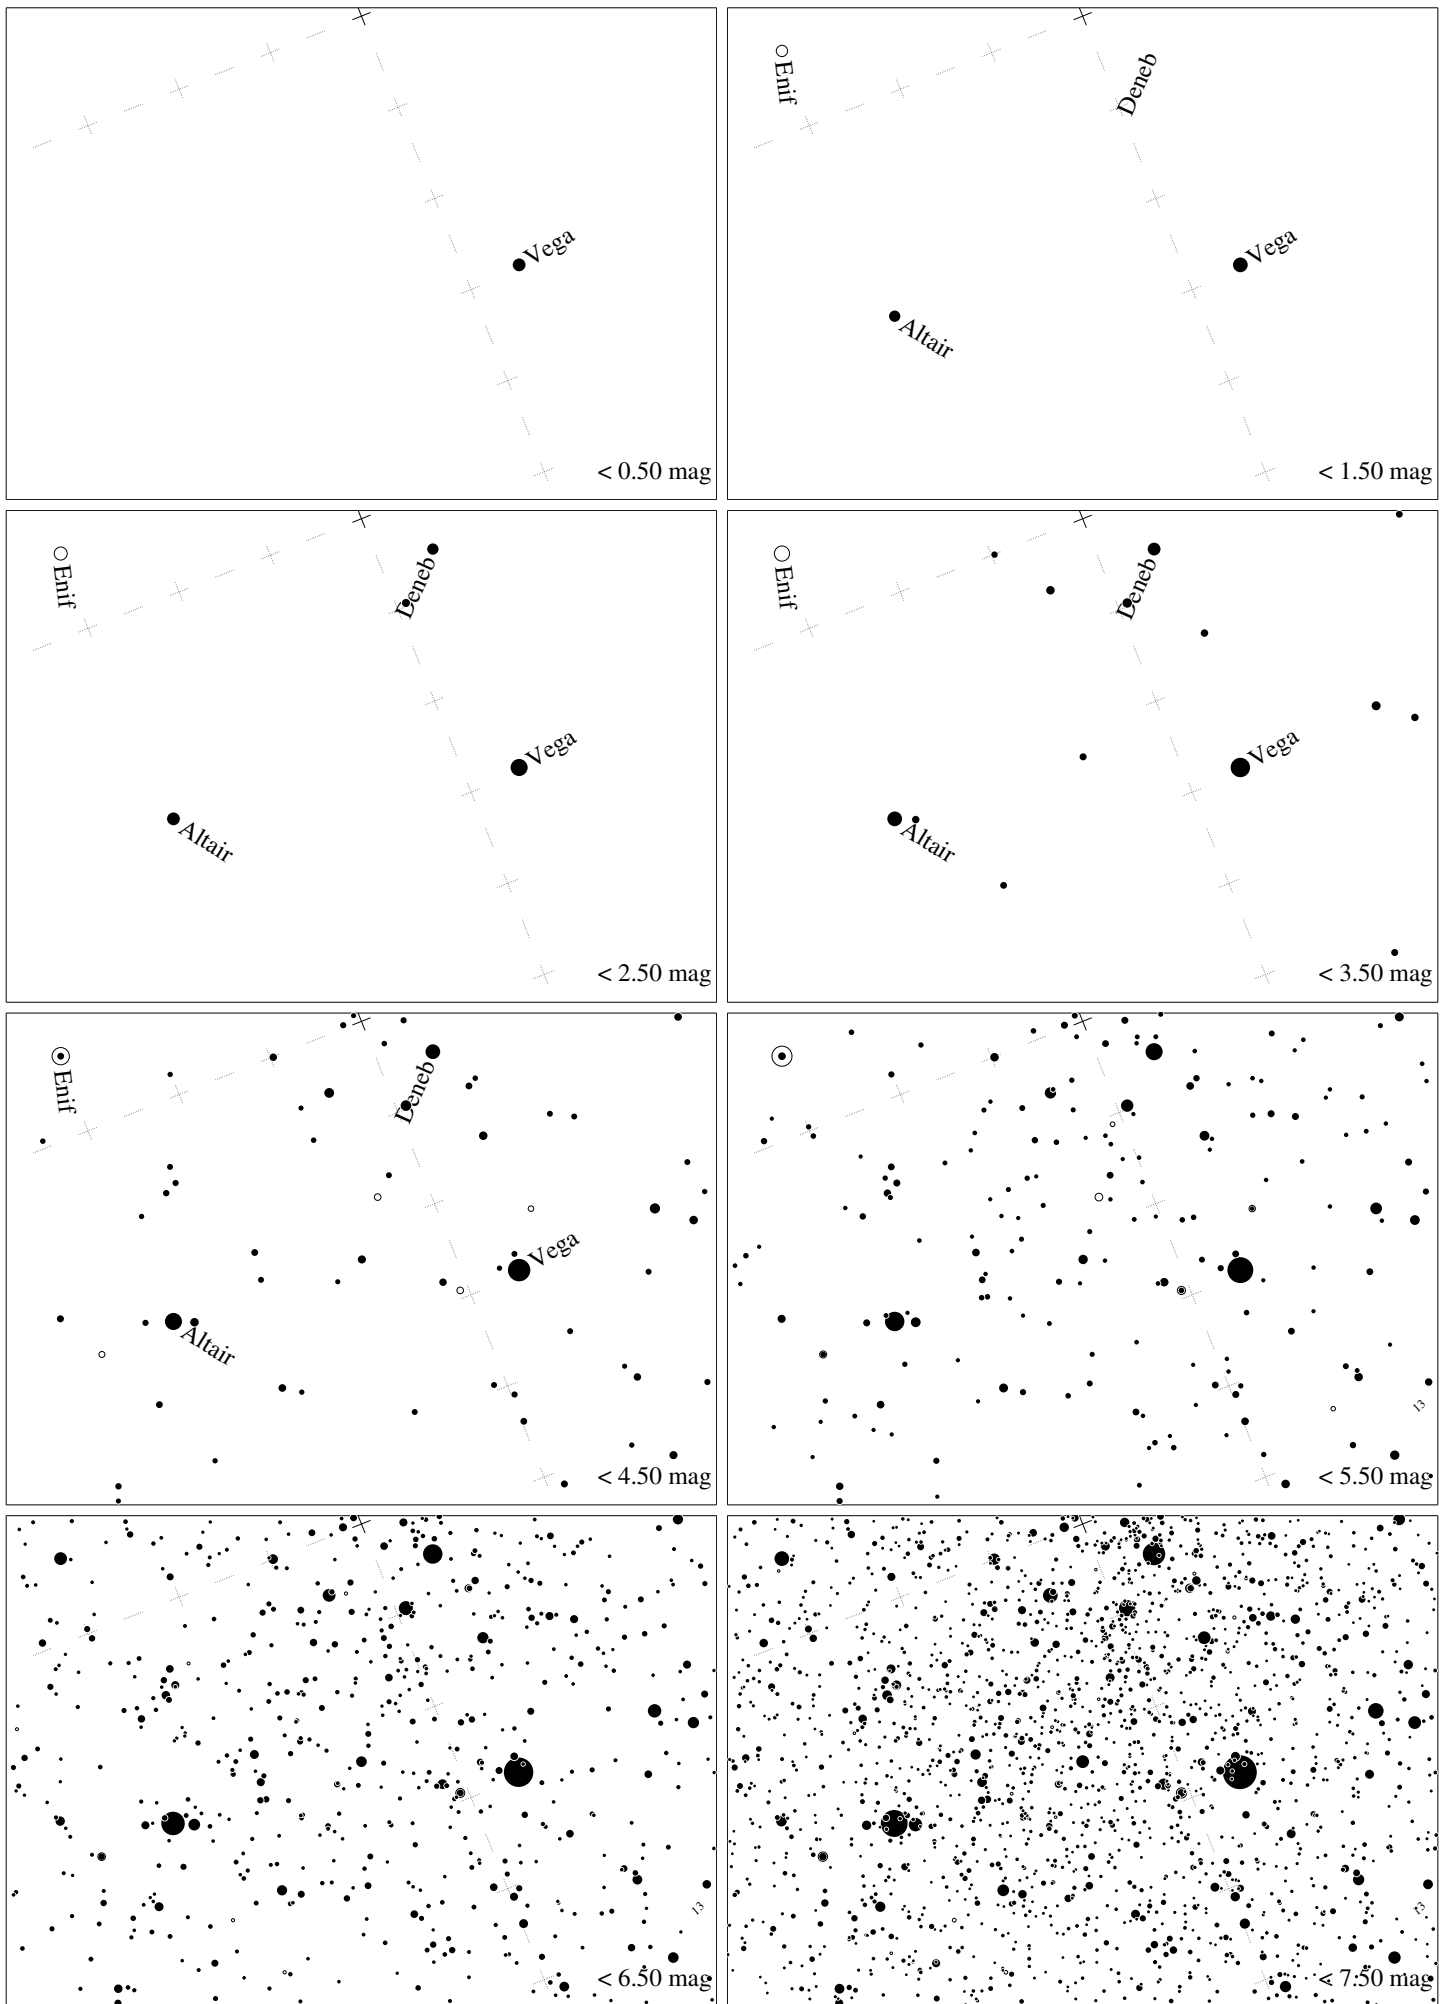 Vega
< 0.50 mag
Enif
Deneb
Vega
Altair
< 1.50 mag
Enif
Deneb
Vega
Altair
< 2.50 mag
Enif
Deneb
Vega
Altair
< 3.50 mag
Enif
Deneb
Vega
Altair
< 4.50 mag
13
< 5.50 mag
13
< 6.50 mag
13
< 7.50 mag